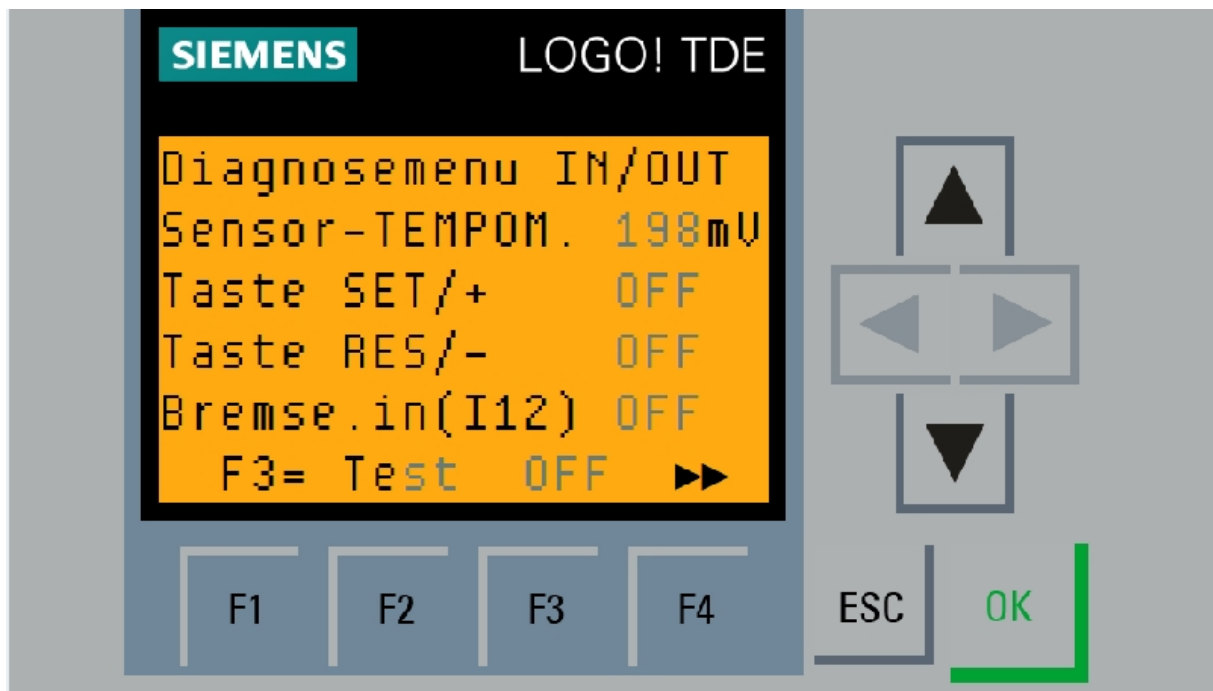 SIEMENS LOGO! TDE
Diagnosemenu IN/OUT
Sensor-TEMPOM. 198mV
Taste SET/+ OFF
Taste RES/- OFF
Bremse.in(I12) OFF
F3= Test OFF ▶▶
F1 F2 F3 F4 ESC OK